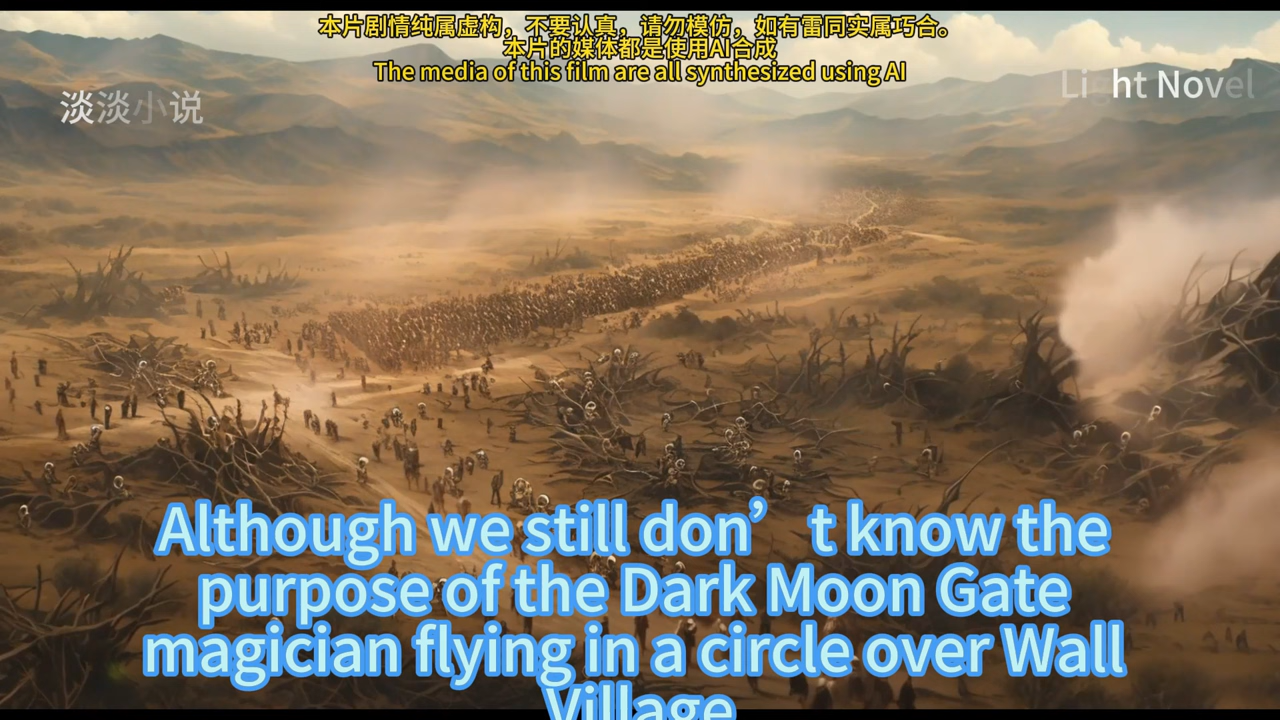 本片剧情纯属虚构，不要认真，请勿模仿，如有雷同实属巧合。
本片的媒体都是使用AI合成
The media of this film are all synthesized using AI
淡淡小说
Light Novel
Although we still don’t know the
purpose of the Dark Moon Gate
magician flying in a circle over Wall
Village